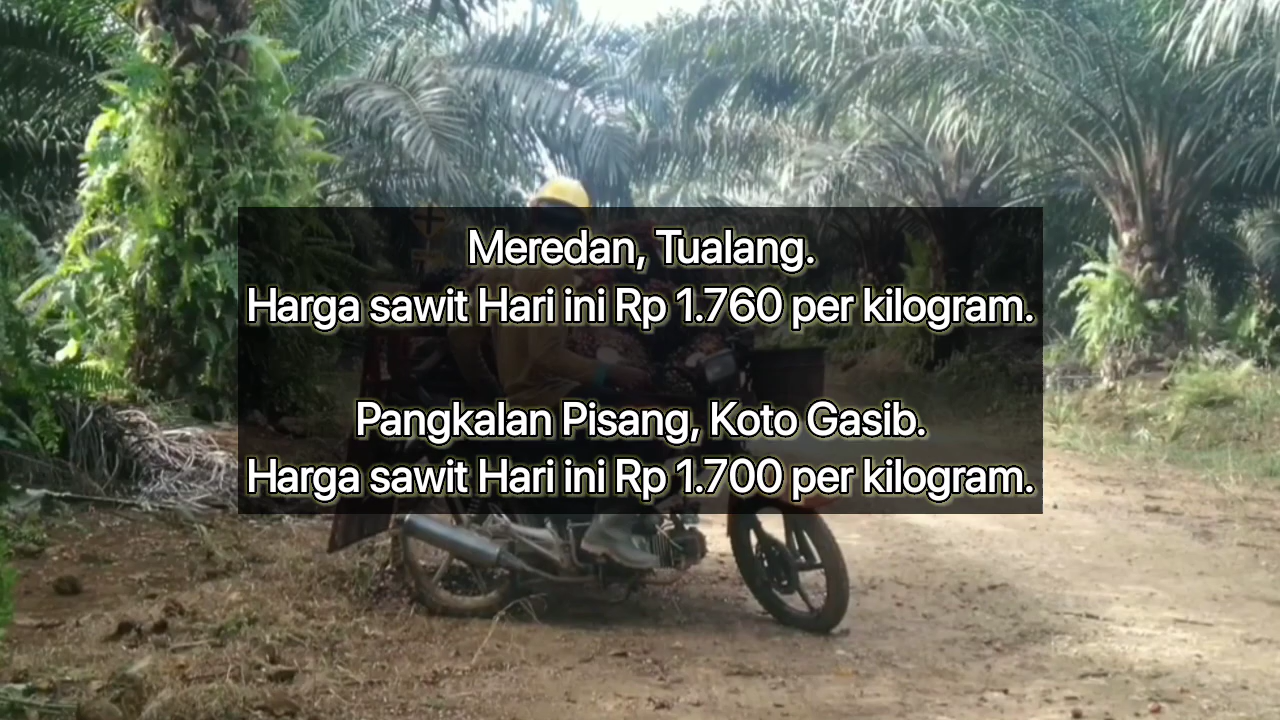 Meredan, Tualang.
Harga sawit Hari ini Rp 1.760 per kilogram.
Pangkalan Pisang, Koto Gasib.
Harga sawit Hari ini Rp 1.700 per kilogram.